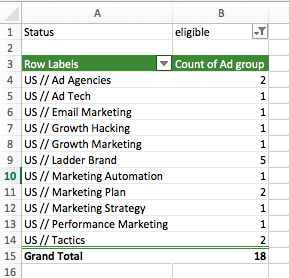 A B
1 Status eligible
2
3 Row Labels Count of Ad group
4 US // Ad Agencies 2
5 US // Ad Tech 1
6 US // Email Marketing 1
7 US // Growth Hacking 1
8 US // Growth Marketing 1
9 US // Ladder Brand 5
10 US // Marketing Automation 1
11 US // Marketing Plan 2
12 US // Marketing Strategy 1
13 US // Performance Marketing 1
14 US // Tactics 2
15 Grand Total 18
16